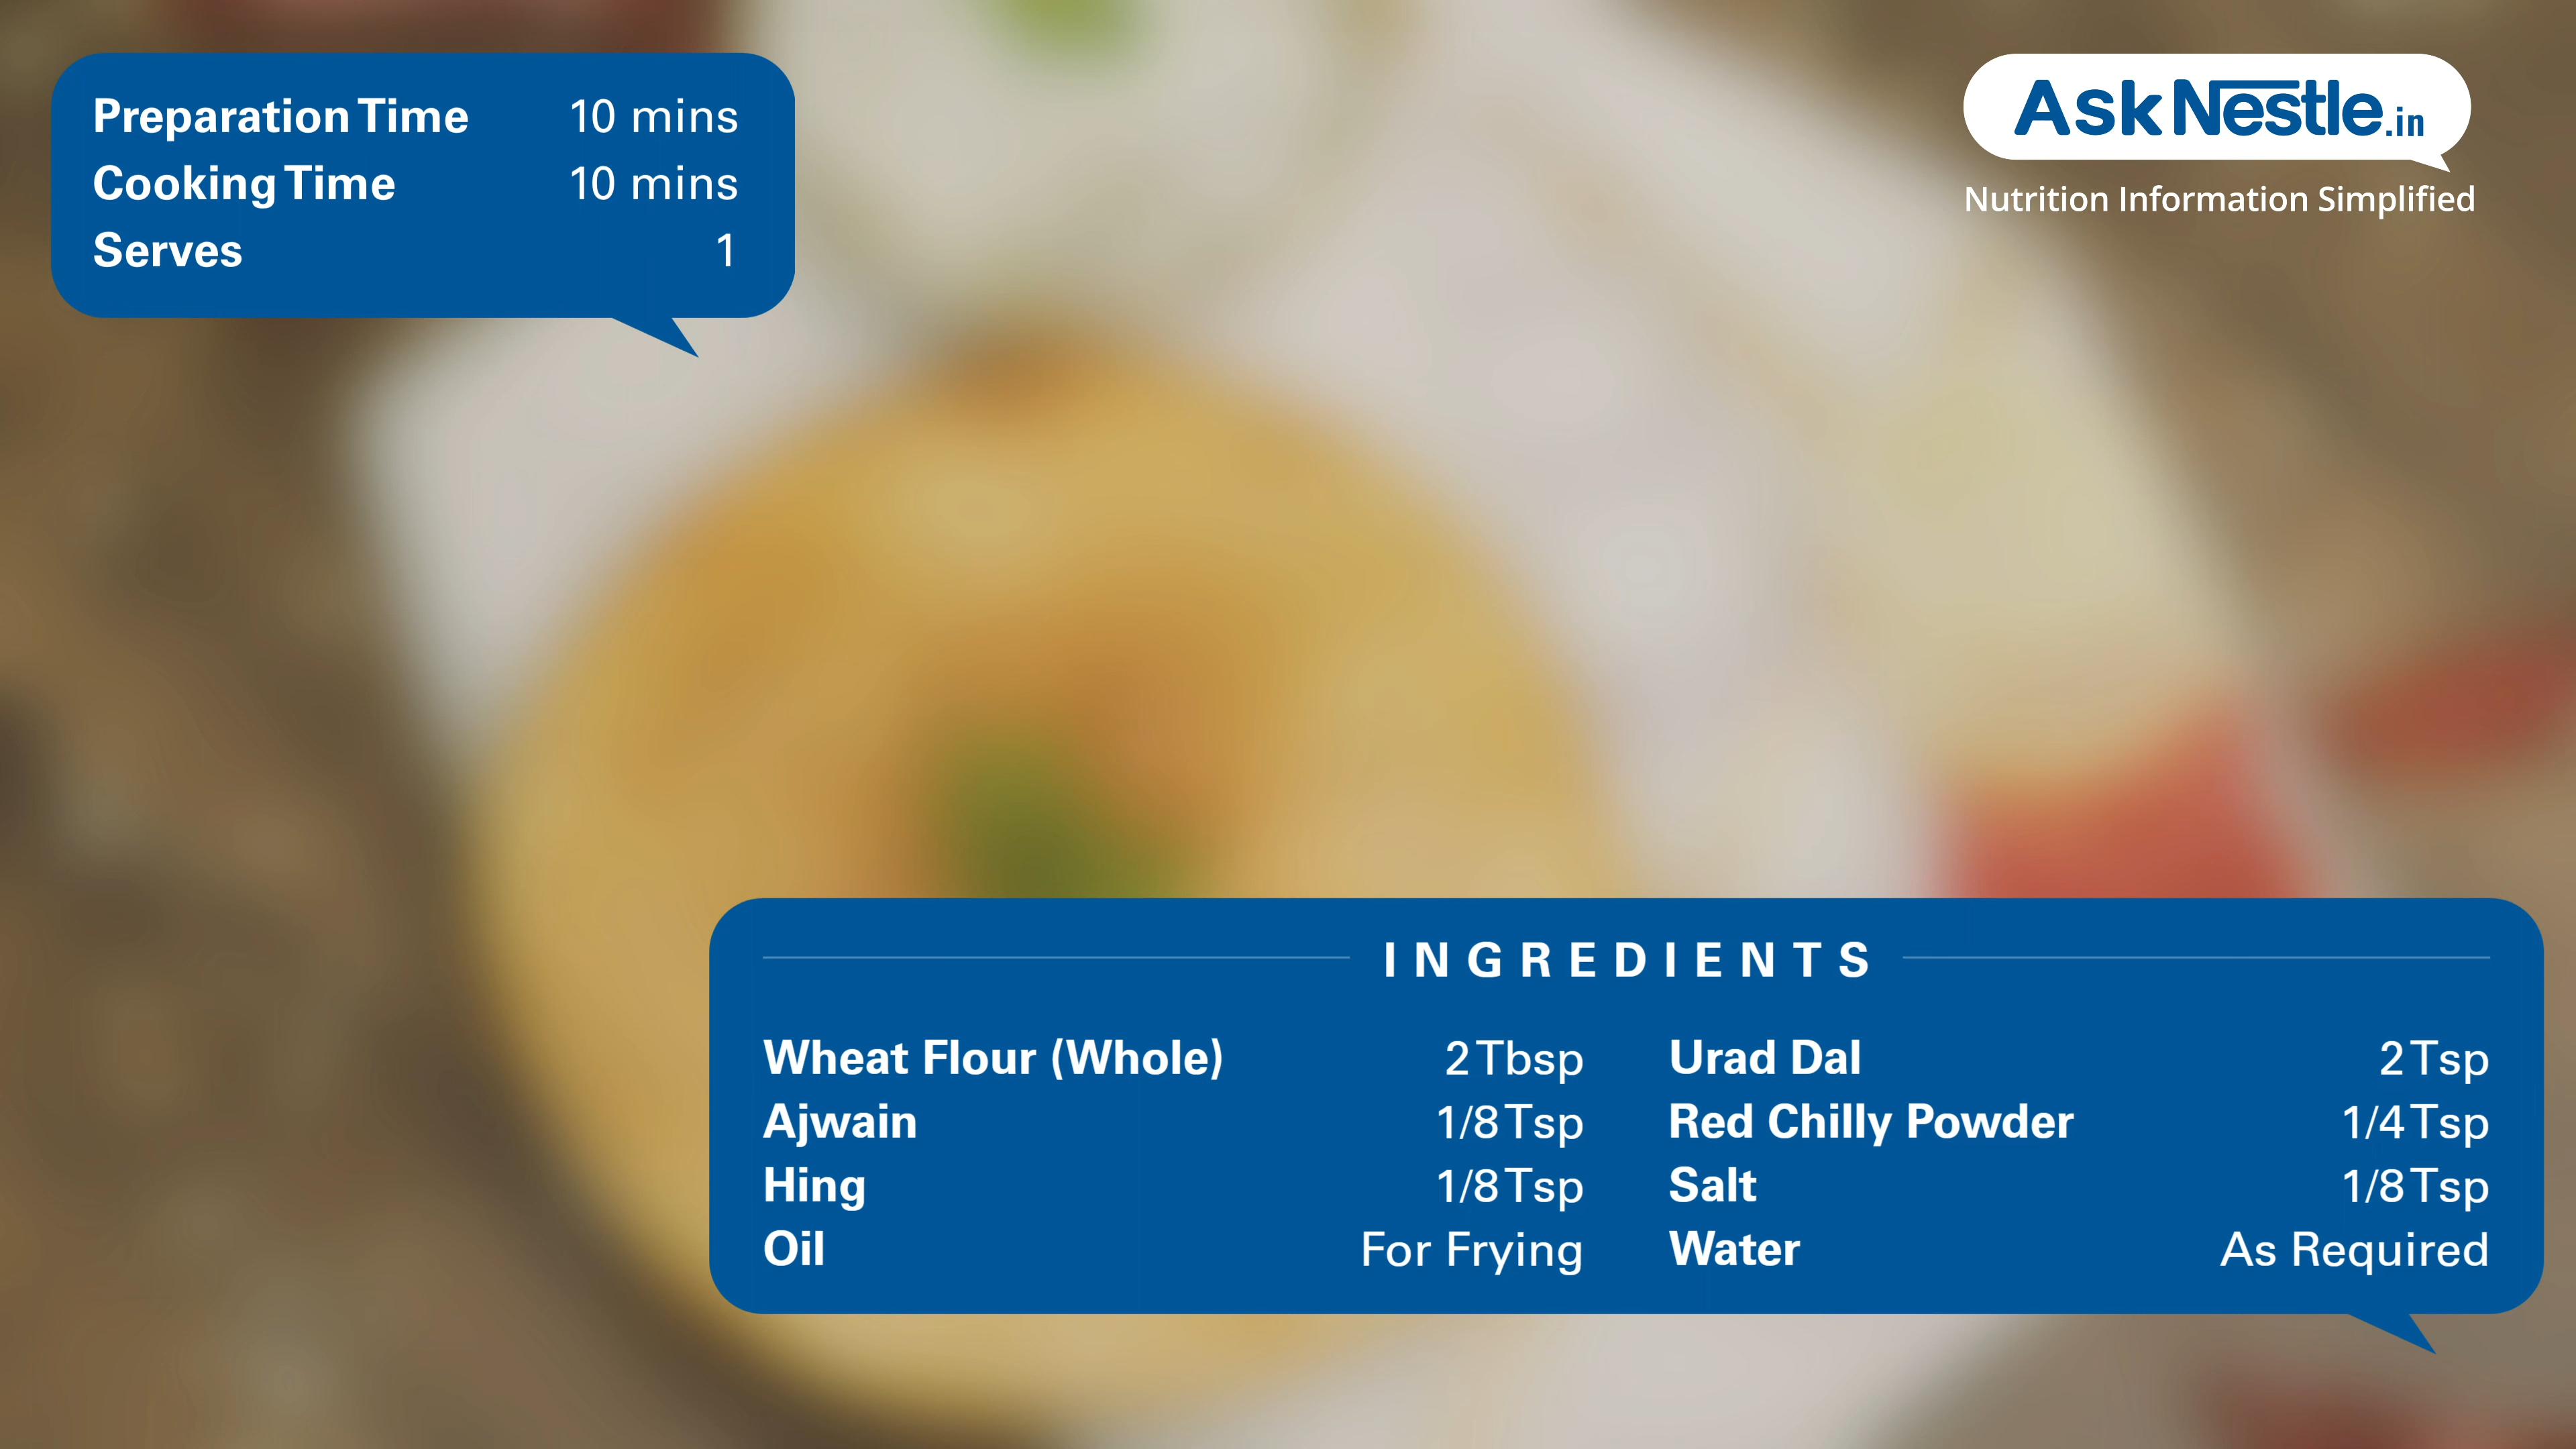 Preparation Time 10 mins
Cooking Time 10 mins
Serves 1
AskNestle.in
Nutrition Information Simplified
INGREDIENTS
Wheat Flour (Whole) 2 Tbsp Urad Dal 2 Tsp
Ajwain 1/8 Tsp Red Chilly Powder 1/4 Tsp
Hing 1/8 Tsp Salt 1/8 Tsp
Oil For Frying Water As Required